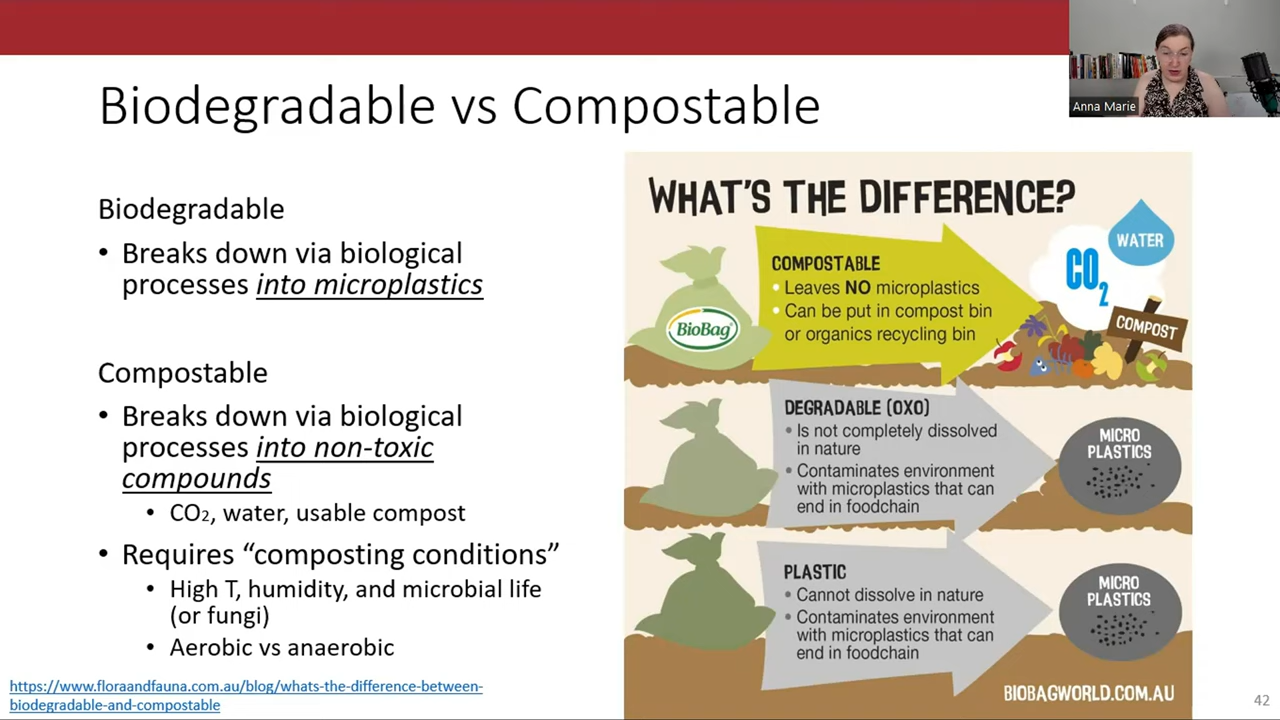 Anna Marie
Biodegradable vs Compostable
Biodegradable
• Breaks down via biological
processes into microplastics
Compostable
• Breaks down via biological
processes into non-toxic
compounds
• CO₂, water, usable compost
• Requires “composting conditions”
• High T, humidity, and microbial life
(or fungi)
• Aerobic vs anaerobic
https://www.floraandfauna.com.au/blog/whats-the-difference-between-
biodegradable-and-compostable
WHAT'S THE DIFFERENCE?
BioBag
COMPOSTABLE
• Leaves NO microplastics
• Can be put in compost bin
or organics recycling bin
WATER
CO₂
COMPOST
DEGRADABLE (OXO)
• Is not completely dissolved
in nature
• Contaminates environment
with microplastics that can
end in foodchain
MICRO
PLASTICS
PLASTIC
• Cannot dissolve in nature
• Contaminates environment
with microplastics that can
end in foodchain
MICRO
PLASTICS
BIOBAGWORLD.COM.AU
42